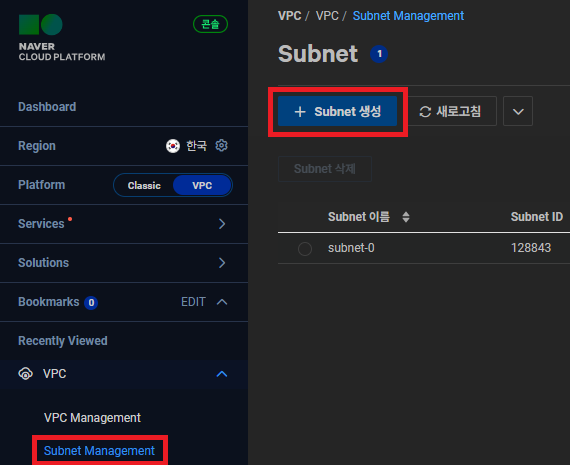 콘솔
NAVER
CLOUD PLATFORM
Dashboard
Region 한국
Platform Classic VPC
Services
Solutions
Bookmarks 0 EDIT
Recently Viewed
VPC
VPC Management
Subnet Management
VPC / VPC / Subnet Management
Subnet 1
+ Subnet 생성 새로고침
Subnet 삭제
Subnet 이름 Subnet ID
subnet-0 128843